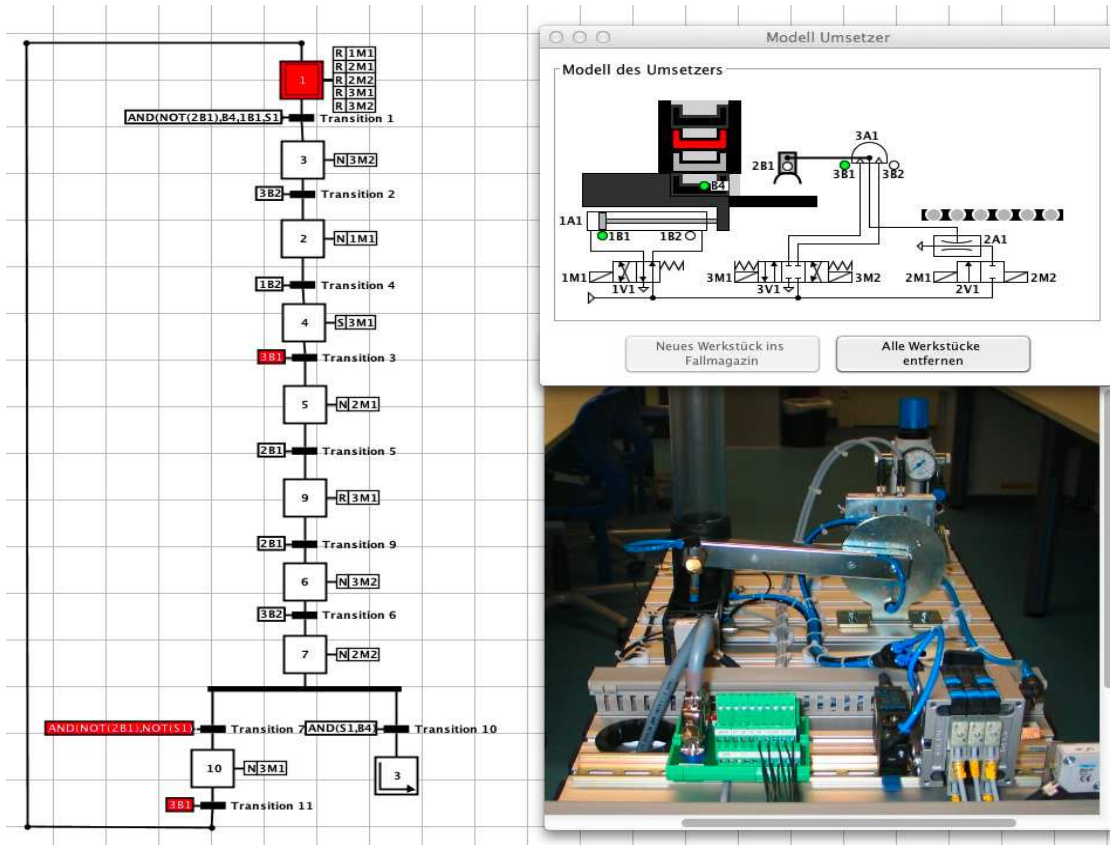 1
R 1M1
R 2M1
R 2M2
R 3M1
R 3M2
AND(NOT(2B1),B4,1B1,S1
Transition 1
3
N 3M2
3B2
Transition 2
2
N 1M1
1B2
Transition 4
4
S 3M1
3B1
Transition 3
5
N 2M1
2B1
Transition 5
9
R 3M1
2B1
Transition 9
6
N 3M2
3B2
Transition 6
7
N 2M2
AND(NOT(2B1),NOT(S1)
Transition 7
AND(S1,B4)
Transition 10
10
N 3M1
3
3B1
Transition 11
Modell Umsetzer
Modell des Umsetzers
3A1
2B1
3B1
3B2
B4
1A1
1B1
1B2
2A1
1M1
1V1
3M1
3V1
3M2
2M1
2V1
2M2
Neues Werkstück ins
Fallmagazin
Alle Werkstücke
entfernen